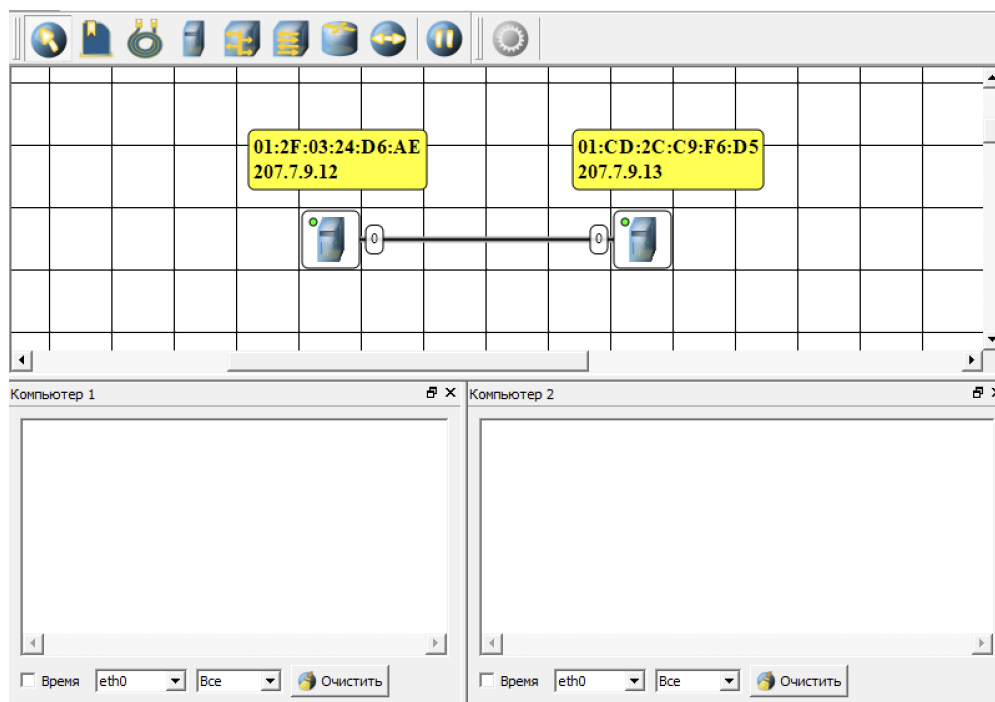 01:2F:03:24:D6:AE
207.7.9.12
01:CD:2C:C9:F6:D5
207.7.9.13
0
0
Компьютер 1
Компьютер 2
Время eth0 Все Очистить
Время eth0 Все Очистить